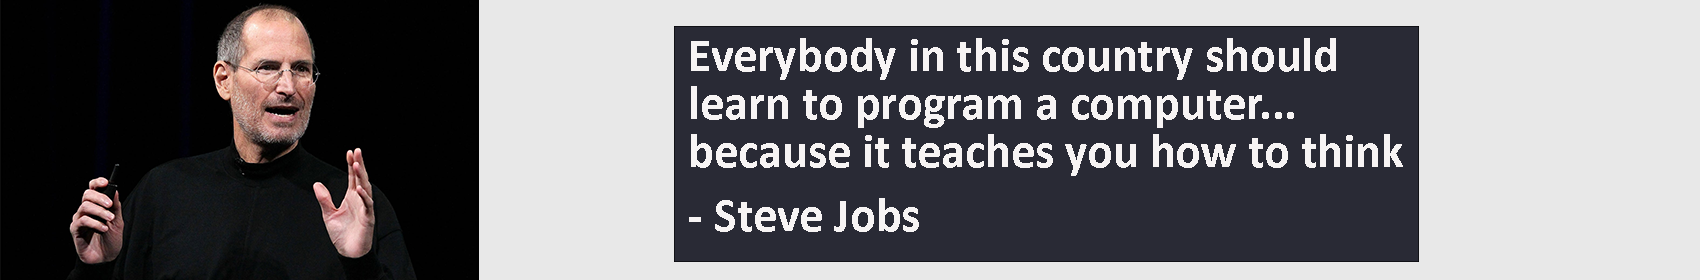 Everybody in this country should
learn to program a computer...
because it teaches you how to think
- Steve Jobs